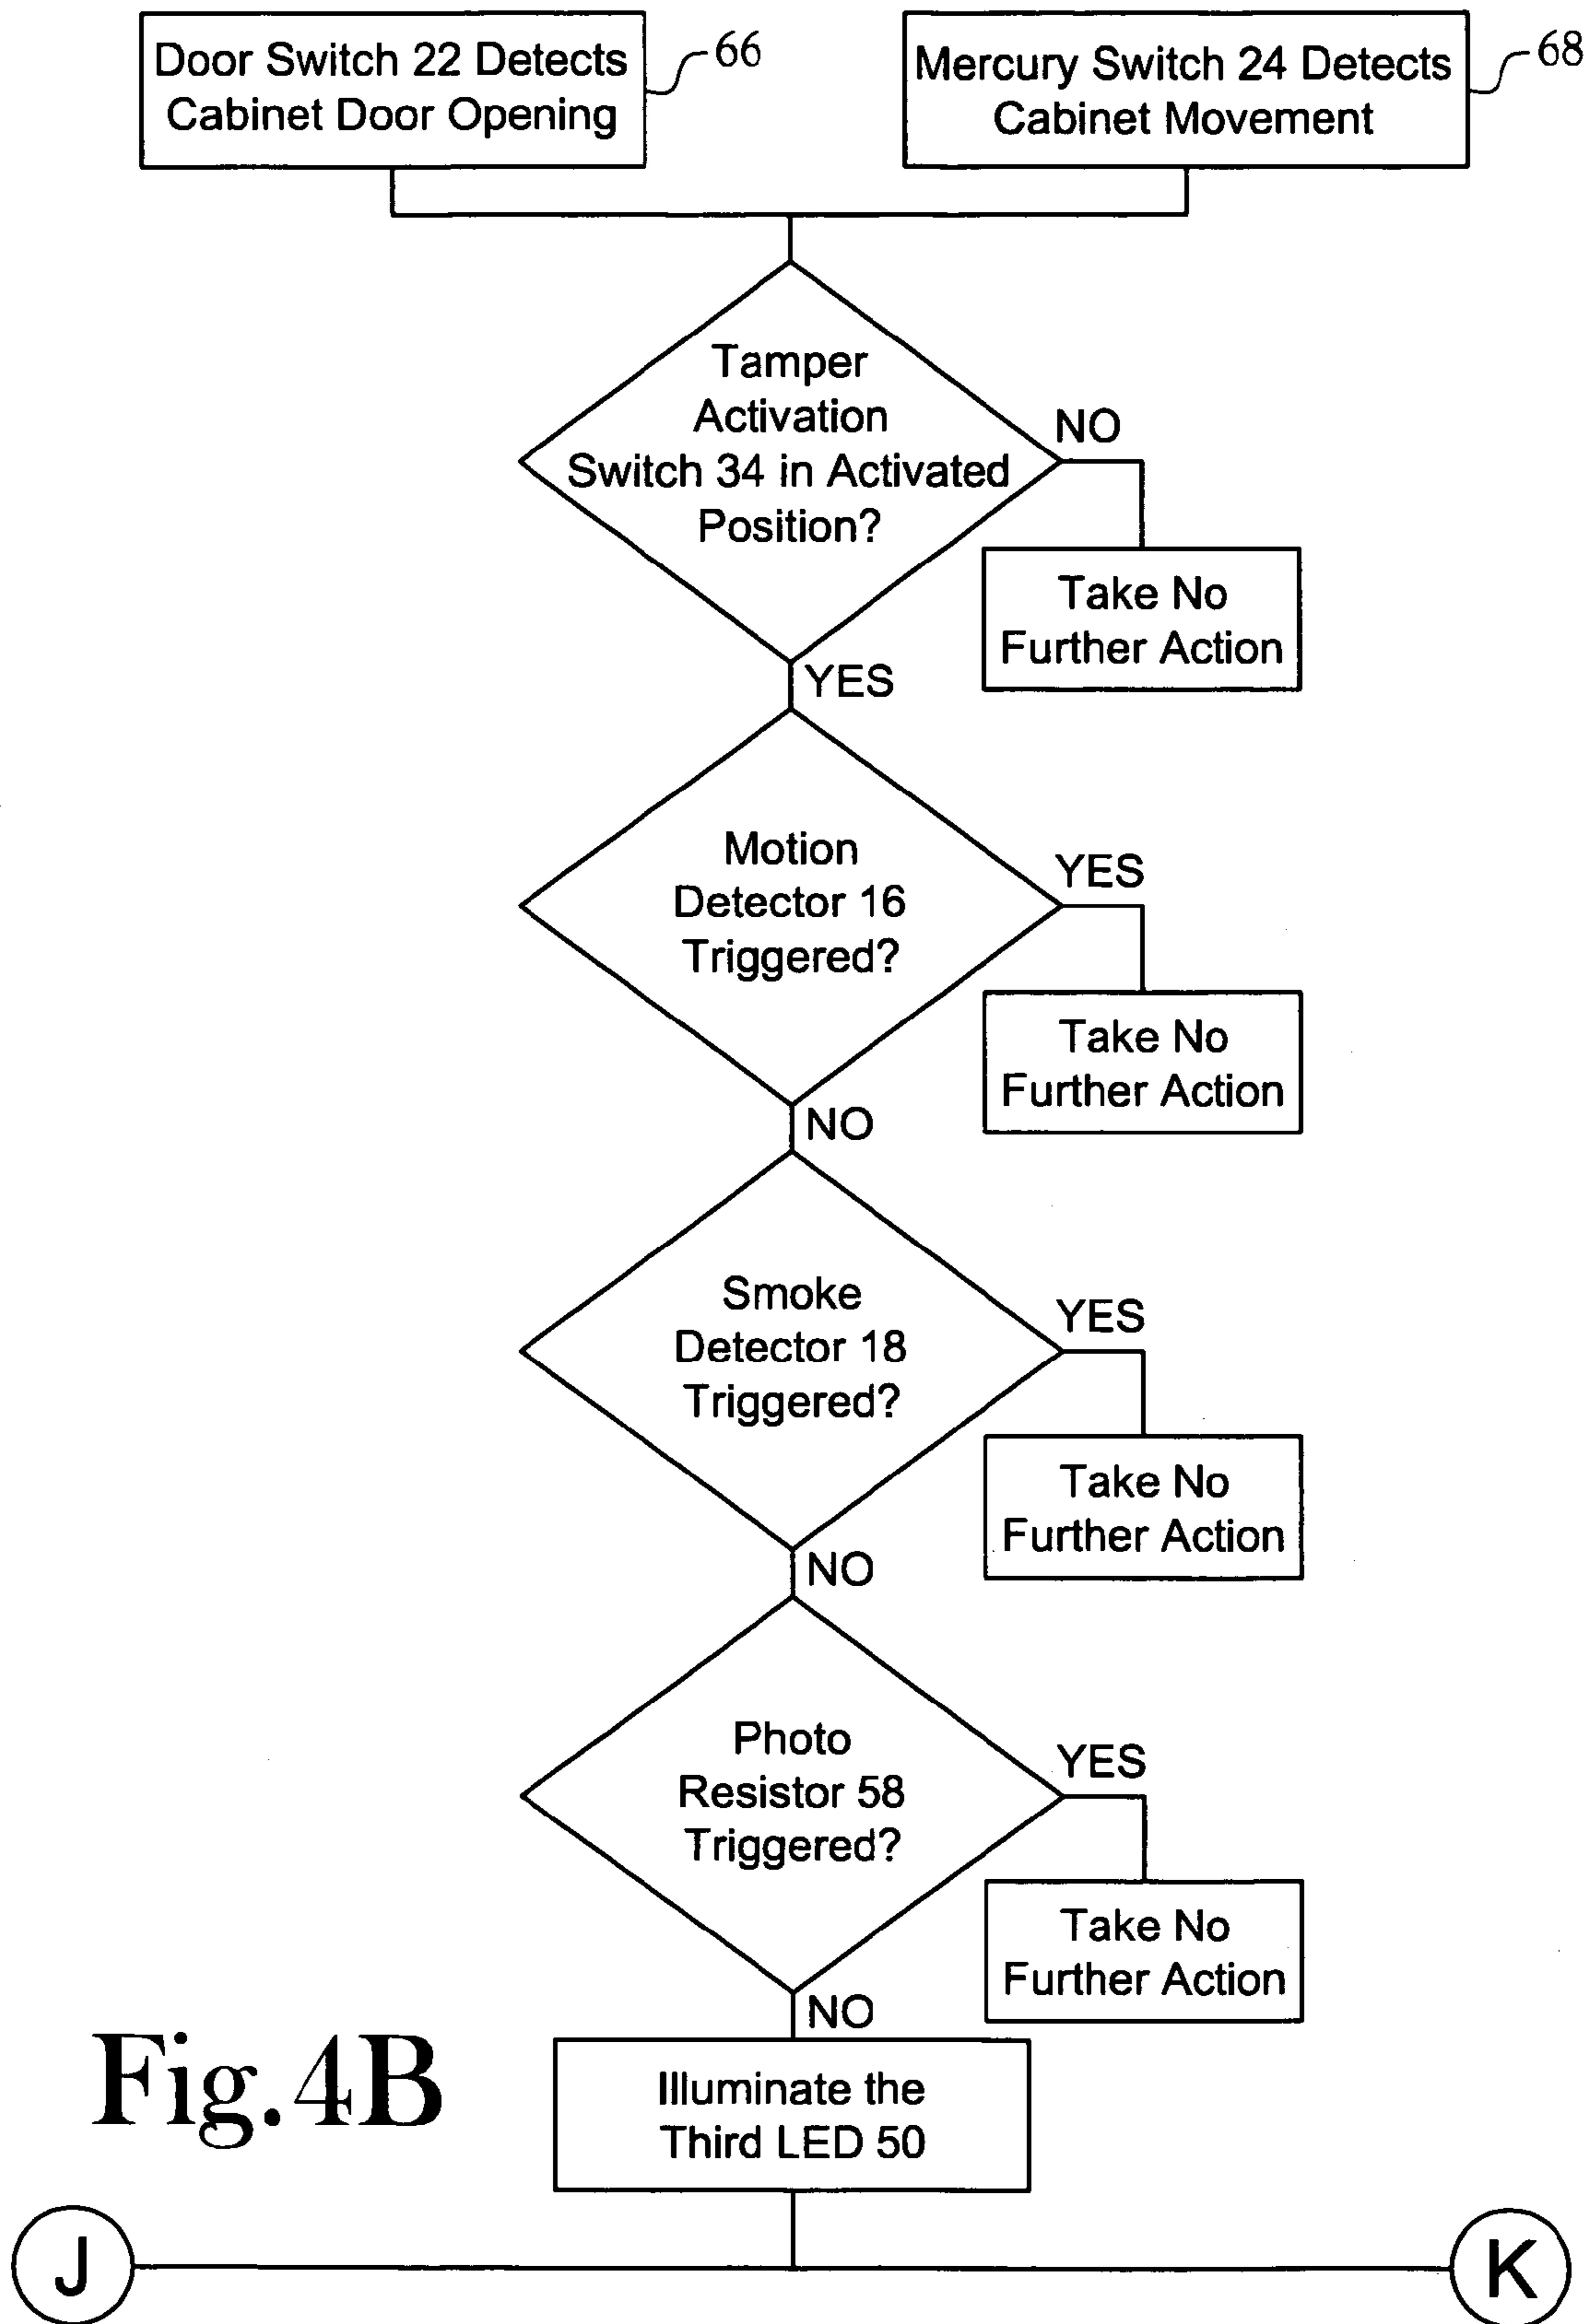 Door Switch 22 Detects
Cabinet Door Opening
66
Mercury Switch 24 Detects
Cabinet Movement
68
Tamper
Activation
Switch 34 in Activated
Position?
NO
Take No
Further Action
YES
Motion
Detector 16
Triggered?
YES
Take No
Further Action
NO
Smoke
Detector 18
Triggered?
YES
Take No
Further Action
NO
Photo
Resistor 58
Triggered?
YES
Take No
Further Action
NO
Illuminate the
Third LED 50
Fig.4B
J
K